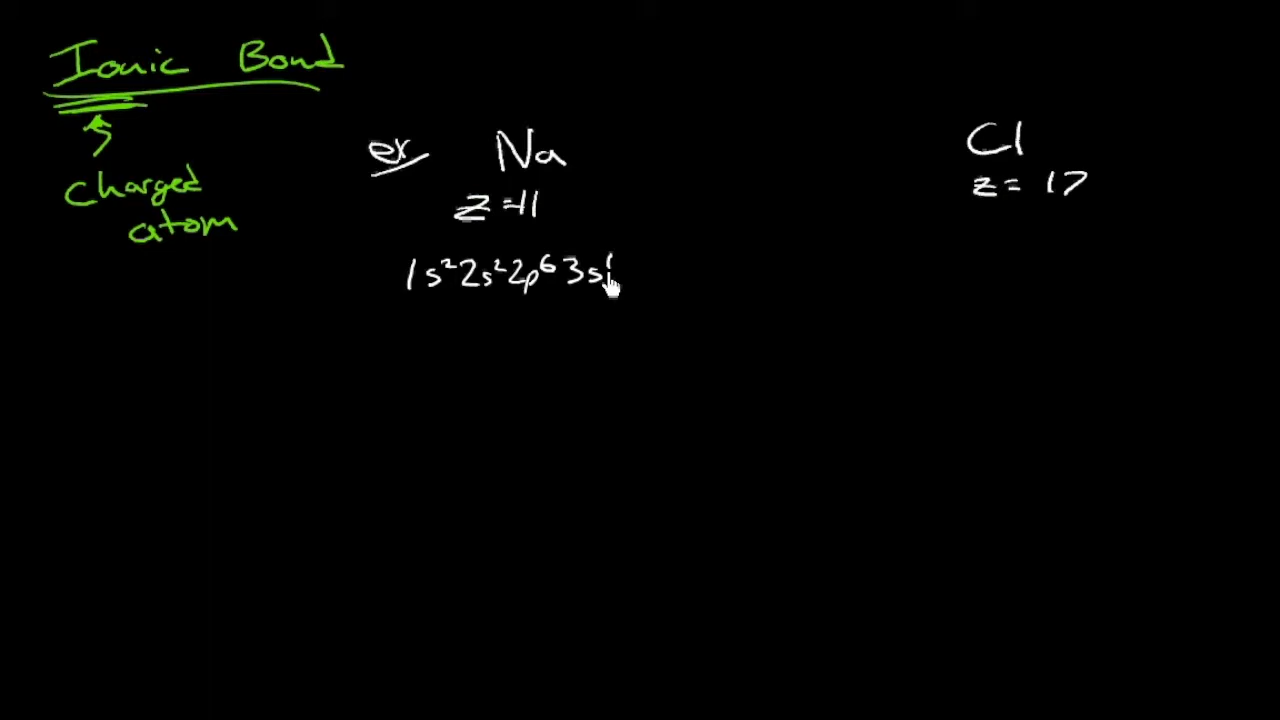 Ionic Bond
charged
atom
ex Na
z=11
1s²2s²2p⁶3s¹
Cl
z= 17